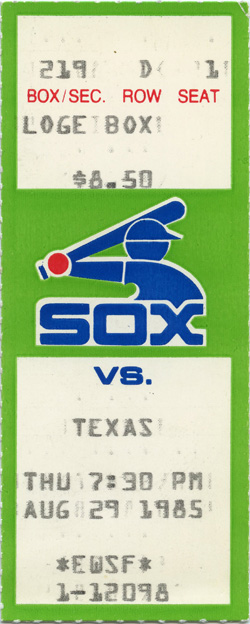 219 D 1
BOX/SEC. ROW SEAT
LOGE BOX
$8.50
SOX
VS.
TEXAS
THU 7:30 PM
AUG 29 1985
*EWSF*
1-12098